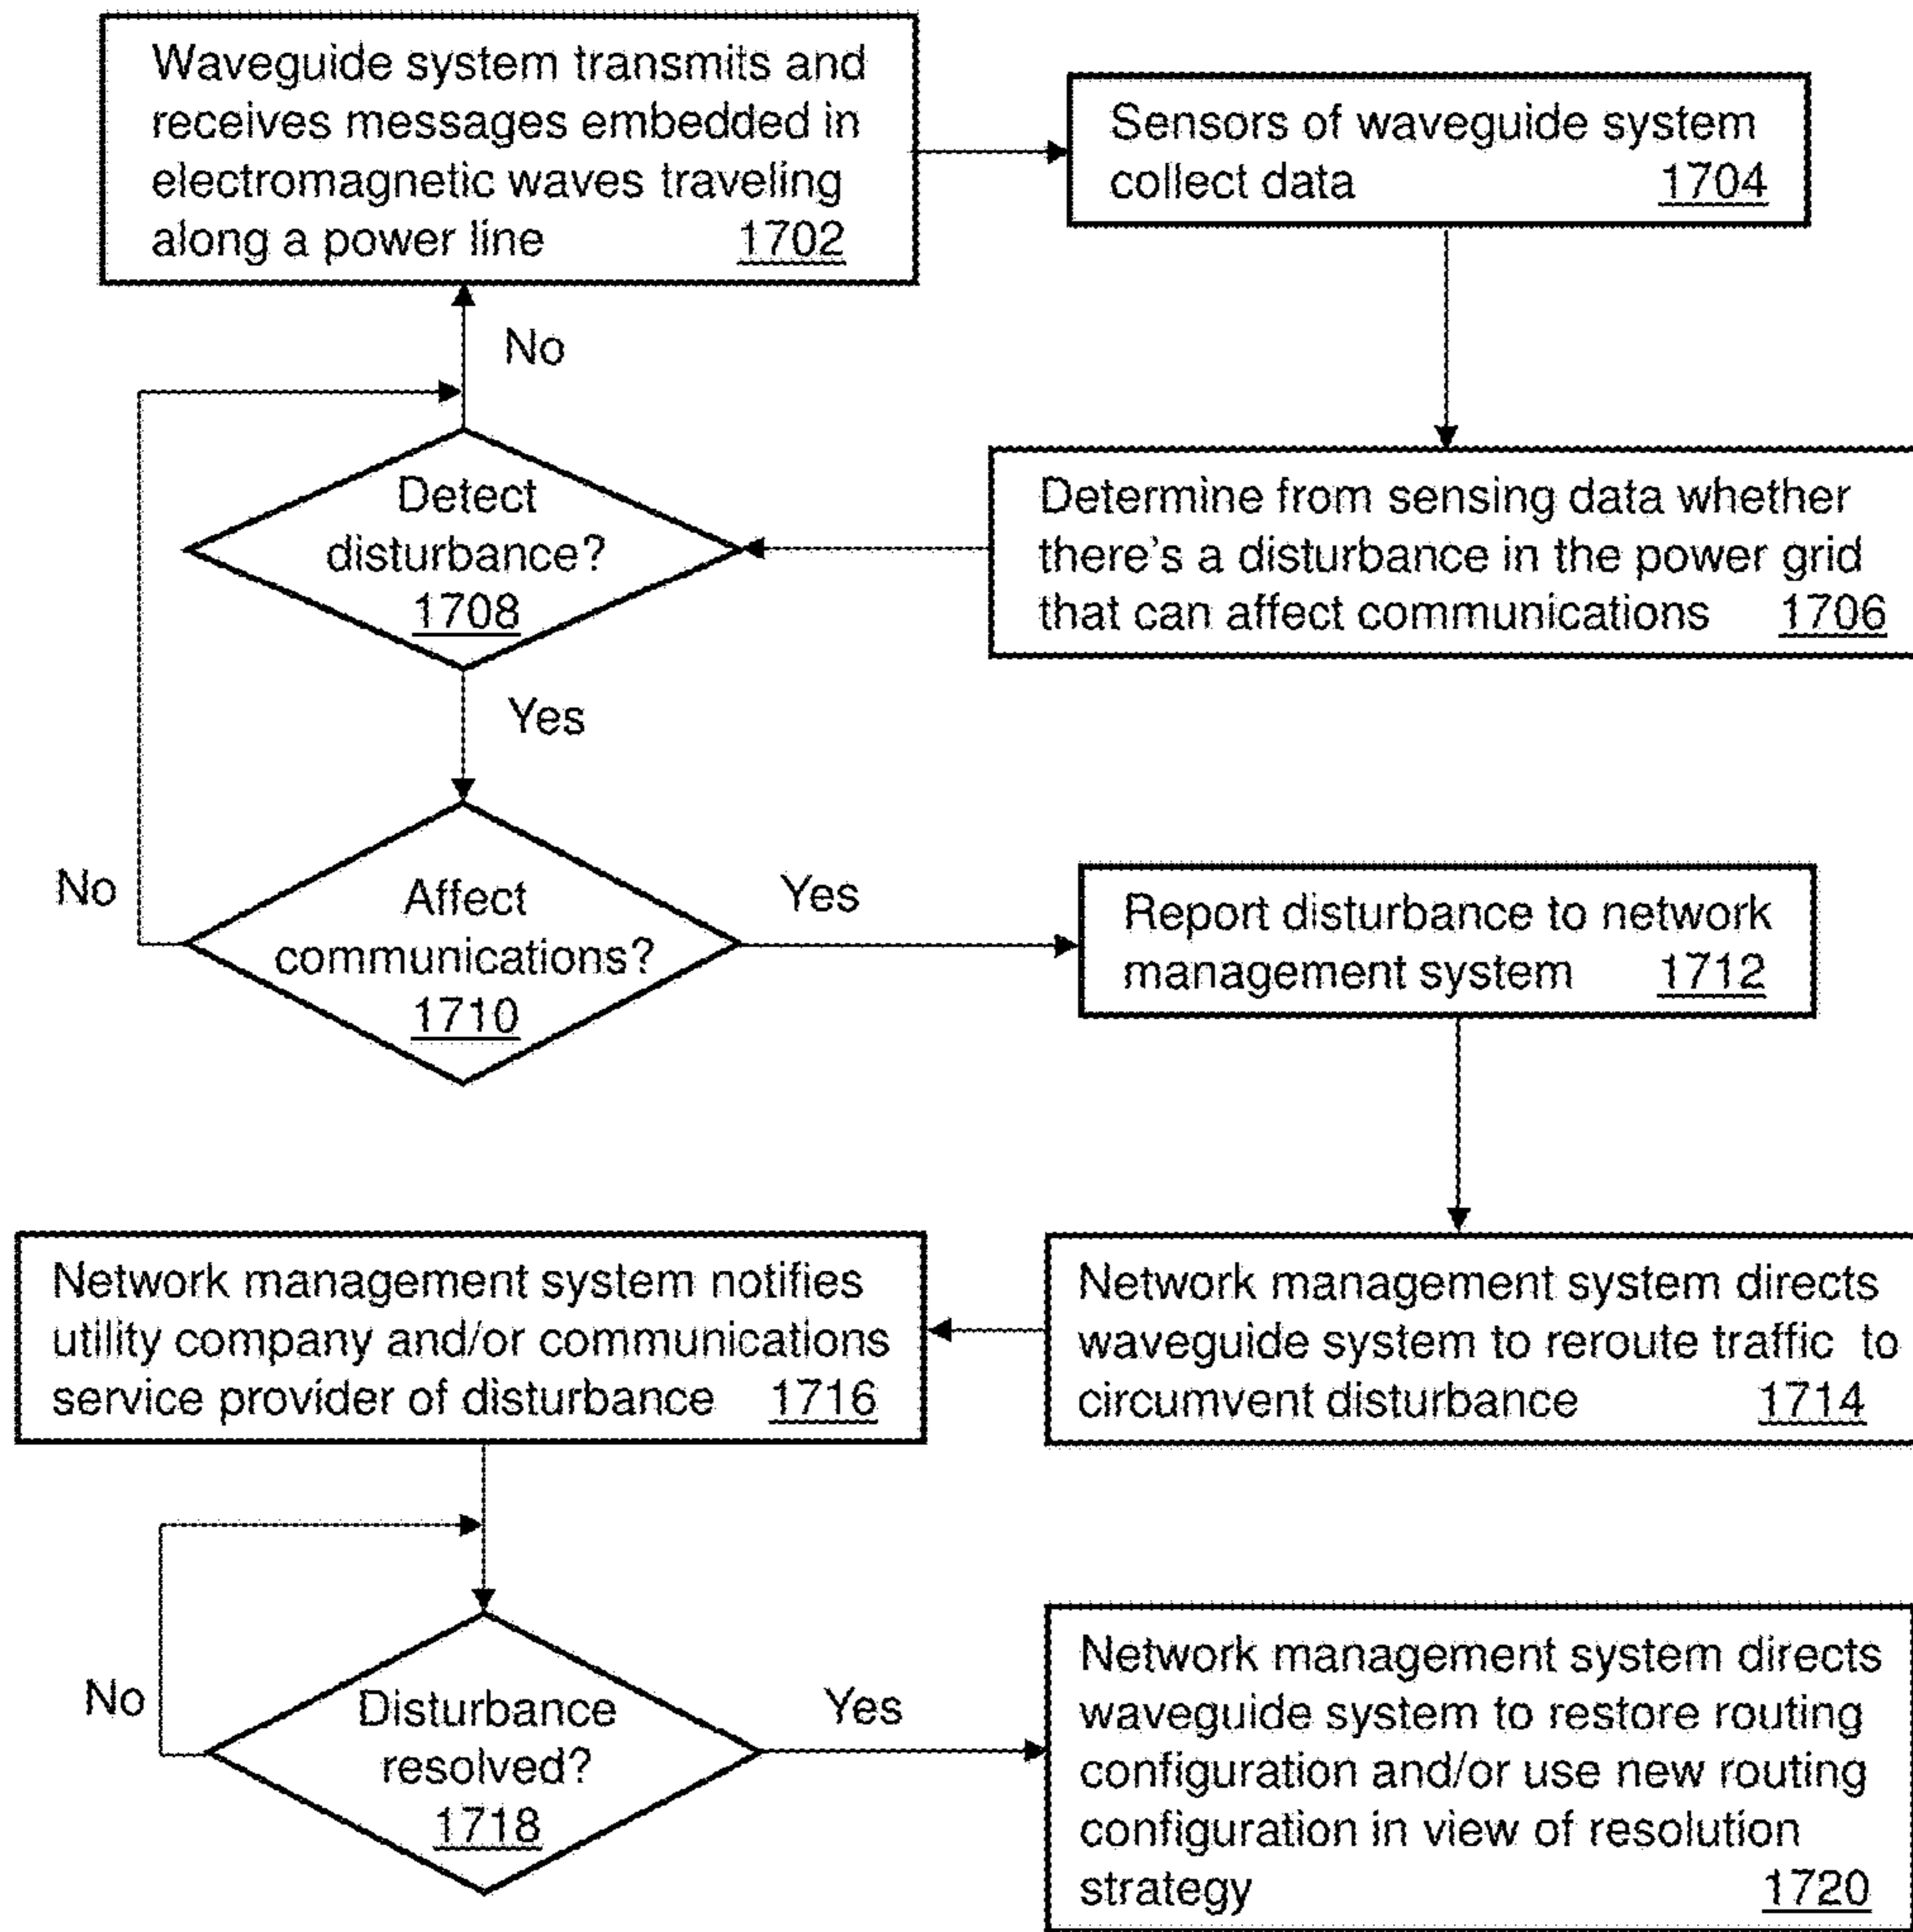 Waveguide system transmits and
receives messages embedded in
electromagnetic waves traveling
along a power line 1702
Sensors of waveguide system
collect data 1704
No
Detect
disturbance?
1708
Determine from sensing data whether
there's a disturbance in the power grid
that can affect communications 1706
Yes
No
Affect
communications?
1710
Yes
Report disturbance to network
management system 1712
Network management system notifies
utility company and/or communications
service provider of disturbance 1716
Network management system directs
waveguide system to reroute traffic to
circumvent disturbance 1714
No
Disturbance
resolved?
1718
Yes
Network management system directs
waveguide system to restore routing
configuration and/or use new routing
configuration in view of resolution
strategy 1720